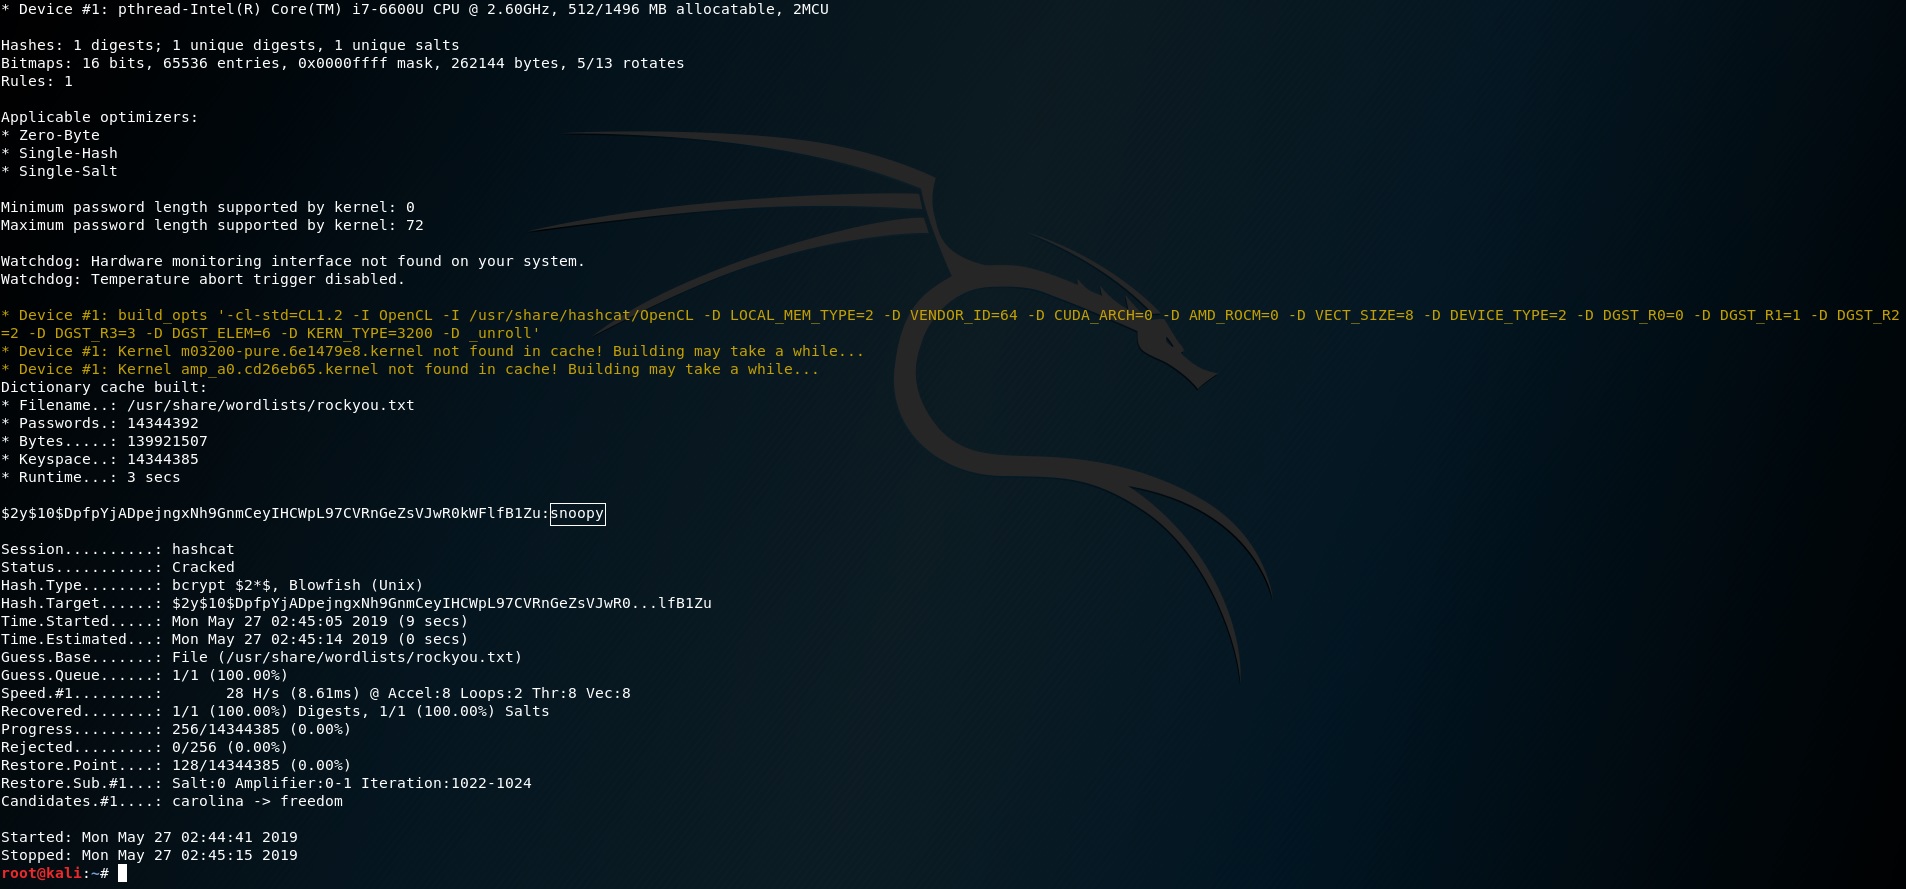 * Device #1: pthread-Intel(R) Core(TM) i7-6600U CPU @ 2.60GHz, 512/1496 MB allocatable, 2MCU
Hashes: 1 digests; 1 unique digests, 1 unique salts
Bitmaps: 16 bits, 65536 entries, 0x0000ffff mask, 262144 bytes, 5/13 rotates
Rules: 1
Applicable optimizers:
* Zero-Byte
* Single-Hash
* Single-Salt
Minimum password length supported by kernel: 0
Maximum password length supported by kernel: 72
Watchdog: Hardware monitoring interface not found on your system.
Watchdog: Temperature abort trigger disabled.
* Device #1: build_opts '-cl-std=CL1.2 -I OpenCL -I /usr/share/hashcat/OpenCL -D LOCAL_MEM_TYPE=2 -D VENDOR_ID=64 -D CUDA_ARCH=0 -D AMD_ROCM=0 -D VECT_SIZE=8 -D DEVICE_TYPE=2 -D DGST_R0=0 -D DGST_R1=1 -D DGST_R2
=2 -D DGST_R3=3 -D DGST_ELEM=6 -D KERN_TYPE=3200 -D _unroll'
* Device #1: Kernel m03200-pure.6e1479e8.kernel not found in cache! Building may take a while...
* Device #1: Kernel amp_a0.cd26eb65.kernel not found in cache! Building may take a while...
Dictionary cache built:
* Filename..: /usr/share/wordlists/rockyou.txt
* Passwords.: 14344392
* Bytes.....: 139921507
* Keyspace..: 14344385
* Runtime...: 3 secs
$2y$10$DpfpYjADpejngxNh9GnmCeyIHCWpL97CVRnGeZsVJwR0kWFlfB1Zu:snoopy
Session..........: hashcat
Status...........: Cracked
Hash.Type........: bcrypt $2*$, Blowfish (Unix)
Hash.Target......: $2y$10$DpfpYjADpejngxNh9GnmCeyIHCWpL97CVRnGeZsVJwR0...lfB1Zu
Time.Started.....: Mon May 27 02:45:05 2019 (9 secs)
Time.Estimated...: Mon May 27 02:45:14 2019 (0 secs)
Guess.Base.......: File (/usr/share/wordlists/rockyou.txt)
Guess.Queue......: 1/1 (100.00%)
Speed.#1.........:       28 H/s (8.61ms) @ Accel:8 Loops:2 Thr:8 Vec:8
Recovered........: 1/1 (100.00%) Digests, 1/1 (100.00%) Salts
Progress.........: 256/14344385 (0.00%)
Rejected.........: 0/256 (0.00%)
Restore.Point....: 128/14344385 (0.00%)
Restore.Sub.#1...: Salt:0 Amplifier:0-1 Iteration:1022-1024
Candidates.#1....: carolina -> freedom
Started: Mon May 27 02:44:41 2019
Stopped: Mon May 27 02:45:15 2019
root@kali:~#